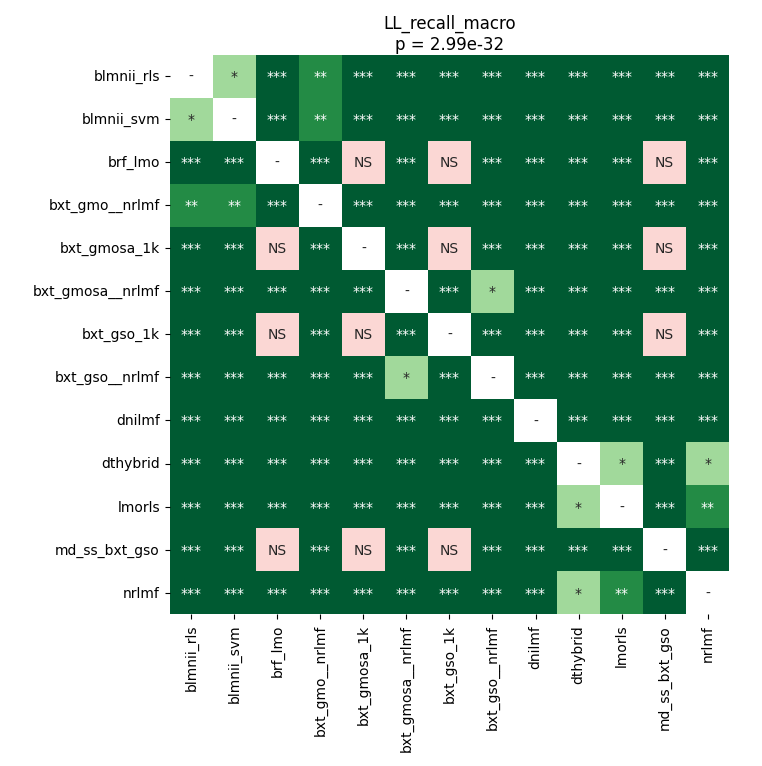 LL_recall_macro
p = 2.99e-32
blmnii_rls - * *** ** *** *** *** *** *** *** *** *** ***
blmnii_svm * - *** ** *** *** *** *** *** *** *** *** ***
brf_lmo *** *** - *** NS *** NS *** *** *** *** NS ***
bxt_gmo__nrlmf ** ** *** - *** *** *** *** *** *** *** *** ***
bxt_gmosa_1k *** *** NS *** - *** NS *** *** *** *** NS ***
bxt_gmosa__nrlmf *** *** *** *** *** - *** * *** *** *** *** ***
bxt_gso_1k *** *** NS *** NS *** - *** *** *** *** NS ***
bxt_gso__nrlmf *** *** *** *** *** * *** - *** *** *** *** ***
dnilmf *** *** *** *** *** *** *** *** - *** *** *** ***
dthybrid *** *** *** *** *** *** *** *** *** - * *** *
lmorls *** *** *** *** *** *** *** *** *** * - *** **
md_ss_bxt_gso *** *** NS *** NS *** NS *** *** *** *** - ***
nrlmf *** *** *** *** *** *** *** *** *** * ** *** -
blmnii_rls
blmnii_svm
brf_lmo
bxt_gmo__nrlmf
bxt_gmosa_1k
bxt_gmosa__nrlmf
bxt_gso_1k
bxt_gso__nrlmf
dnilmf
dthybrid
lmorls
md_ss_bxt_gso
nrlmf